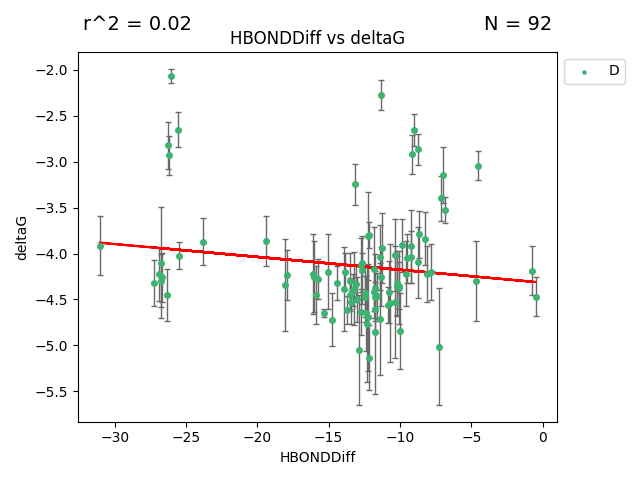 r^2 = 0.02
N = 92
HBONDDiff vs deltaG
D
deltaG
−2.0
−2.5
−3.0
−3.5
−4.0
−4.5
−5.0
−5.5
−30
−25
−20
−15
−10
−5
0
HBONDDiff